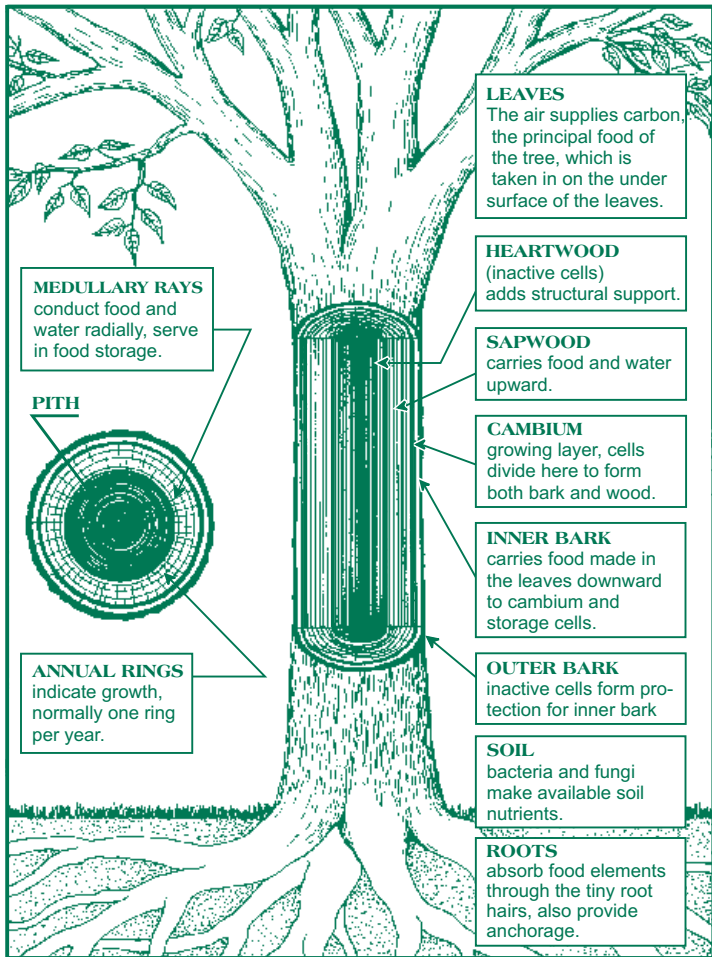 LEAVES
The air supplies carbon,
the principal food of
the tree, which is
taken in on the under
surface of the leaves.
HEARTWOOD
(inactive cells)
adds structural support.
MEDULLARY RAYS
conduct food and
water radially, serve
in food storage.
SAPWOOD
carries food and water
upward.
PITH
CAMBIUM
growing layer, cells
divide here to form
both bark and wood.
INNER BARK
carries food made in
the leaves downward
to cambium and
storage cells.
ANNUAL RINGS
indicate growth,
normally one ring
per year.
OUTER BARK
inactive cells form pro-
tection for inner bark
SOIL
bacteria and fungi
make available soil
nutrients.
ROOTS
absorb food elements
through the tiny root
hairs, also provide
anchorage.